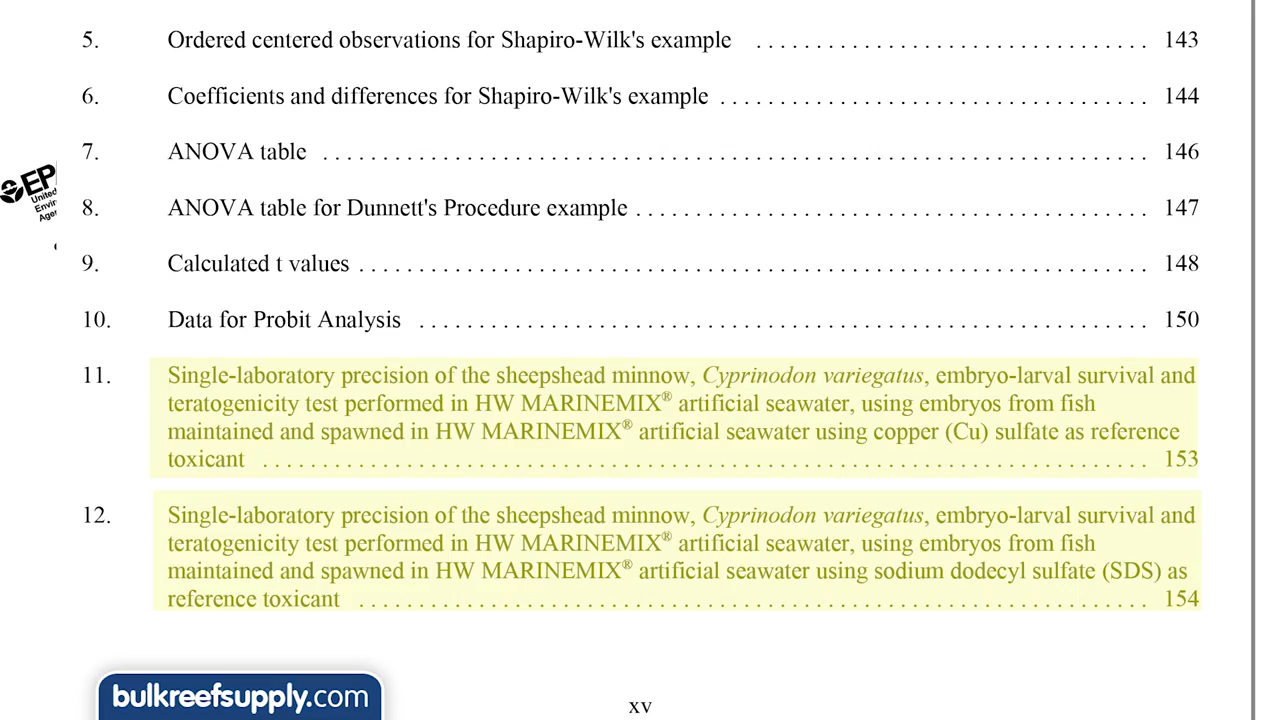 5. Ordered centered observations for Shapiro-Wilk's example . . . . . . . . . . . . . . . . . . . . . . . . . . . . . . . . . 143
6. Coefficients and differences for Shapiro-Wilk's example . . . . . . . . . . . . . . . . . . . . . . . . . . . . . . . . . . . . 144
7. ANOVA table . . . . . . . . . . . . . . . . . . . . . . . . . . . . . . . . . . . . . . . . . . . . . . . . . . . . . . . . . . . . . . . . . . . . . 146
EP
United
Envir
Agen
8. ANOVA table for Dunnett's Procedure example . . . . . . . . . . . . . . . . . . . . . . . . . . . . . . . . . . . . . . . . . . . 147
9. Calculated t values . . . . . . . . . . . . . . . . . . . . . . . . . . . . . . . . . . . . . . . . . . . . . . . . . . . . . . . . . . . . . . . . . . 148
10. Data for Probit Analysis . . . . . . . . . . . . . . . . . . . . . . . . . . . . . . . . . . . . . . . . . . . . . . . . . . . . . . . . . . . . . 150
11. Single-laboratory precision of the sheepshead minnow, Cyprinodon variegatus, embryo-larval survival and
teratogenicity test performed in HW MARINEMIX® artificial seawater, using embryos from fish
maintained and spawned in HW MARINEMIX® artificial seawater using copper (Cu) sulfate as reference
toxicant . . . . . . . . . . . . . . . . . . . . . . . . . . . . . . . . . . . . . . . . . . . . . . . . . . . . . . . . . . . . . . . . . . . . . . . . . . 153
12. Single-laboratory precision of the sheepshead minnow, Cyprinodon variegatus, embryo-larval survival and
teratogenicity test performed in HW MARINEMIX® artificial seawater, using embryos from fish
maintained and spawned in HW MARINEMIX® artificial seawater using sodium dodecyl sulfate (SDS) as
reference toxicant . . . . . . . . . . . . . . . . . . . . . . . . . . . . . . . . . . . . . . . . . . . . . . . . . . . . . . . . . . . . . . . . . . 154
bulkreefsupply.com
xv